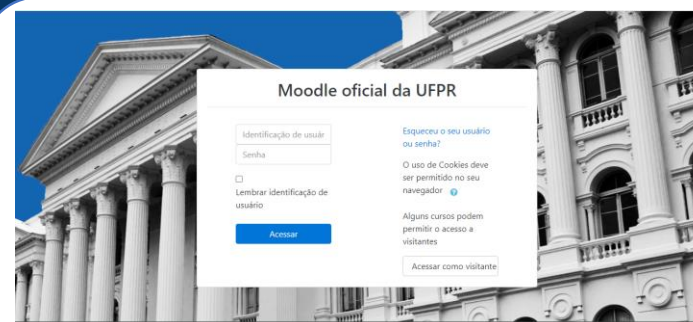 Moodle oficial da UFPR
Identificação de usuár
Senha
Lembrar identificação de
usuário
Acessar
Esqueceu o seu usuário
ou senha?
O uso de Cookies deve
ser permitido no seu
navegador
Alguns cursos podem
permitir o acesso a
visitantes
Acessar como visitante